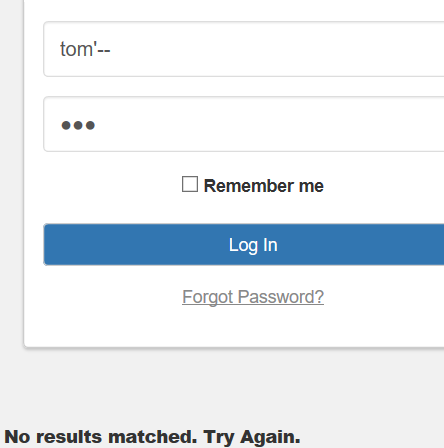 tom'--
•••
Remember me
Log In
Forgot Password?
No results matched. Try Again.